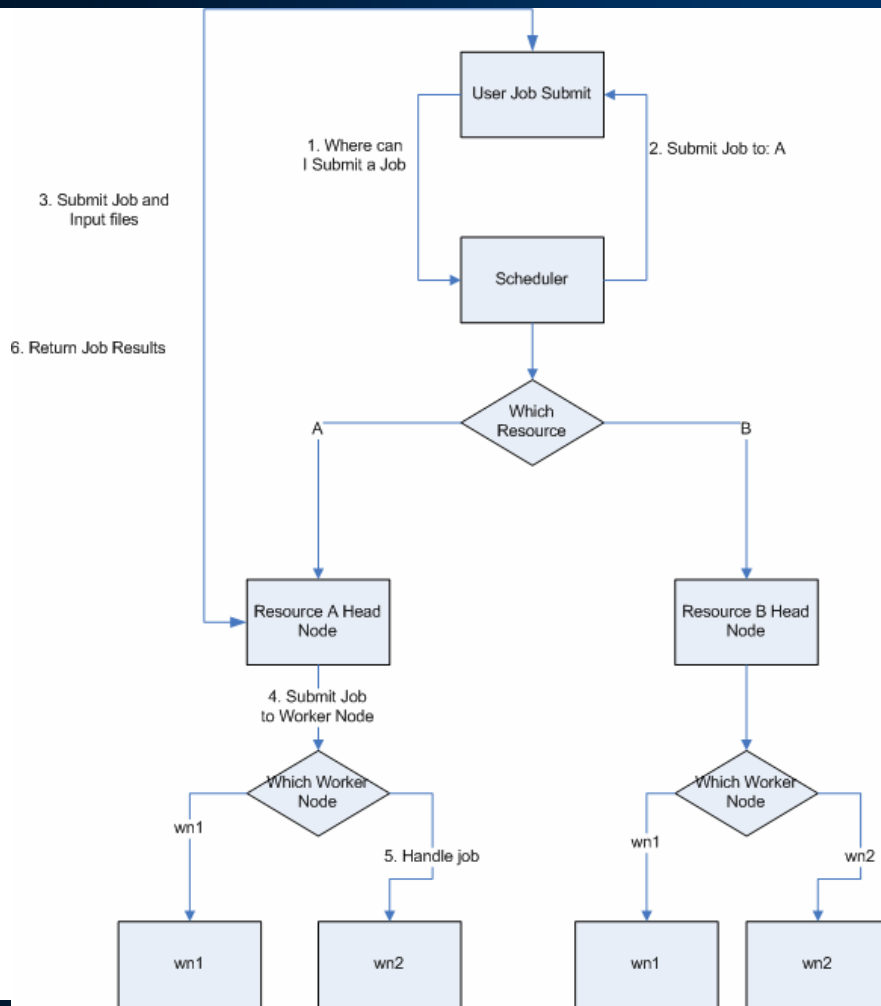 User Job Submit
1. Where can
I Submit a Job
2. Submit Job to: A
3. Submit Job and
Input files
Scheduler
6. Return Job Results
Which
Resource
A
B
Resource A Head
Node
Resource B Head
Node
4. Submit Job
to Worker Node
Which Worker
Node
Which Worker
Node
wn1
5. Handle job
wn1
wn2
wn1
wn2
wn1
wn2